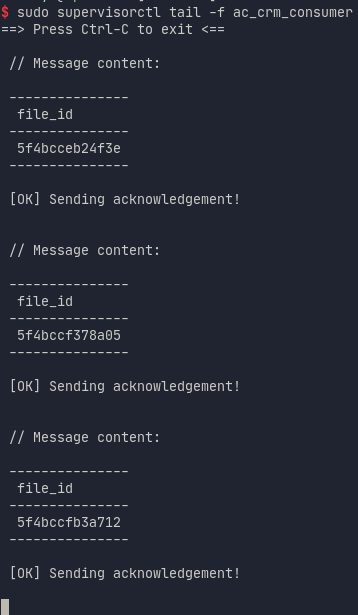 $ sudo supervisorctl tail -f ac_crm_consumer
==> Press Ctrl-C to exit <==
// Message content:
---------------
file_id
---------------
5f4bcceb24f3e
---------------
[OK] Sending acknowledgement!
// Message content:
---------------
file_id
---------------
5f4bccf378a05
---------------
[OK] Sending acknowledgement!
// Message content:
---------------
file_id
---------------
5f4bccfb3a712
---------------
[OK] Sending acknowledgement!